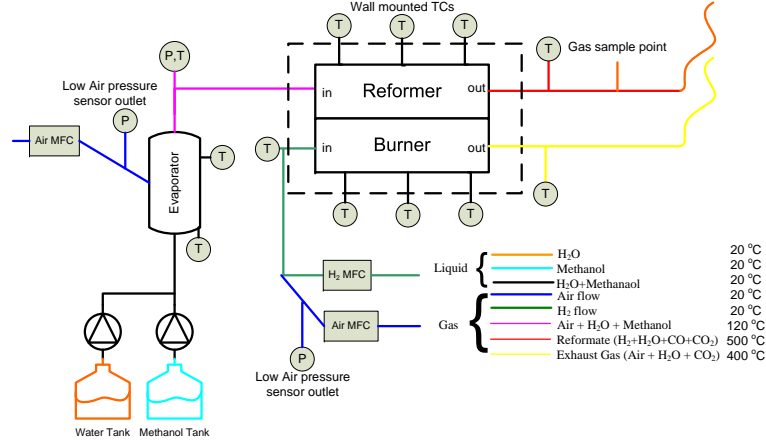 Wall mounted TCs
T
T
T
P,T
T
Gas sample point
Low Air pressure
sensor outlet
P
in
Reformer
out
Air MFC
T
in
Burner
out
Evaporator
T
T
T
T
T
T
T
H₂ MFC
Air MFC
P
Low Air pressure
sensor outlet
Liquid
H₂O
20 °C
Methanol
20 °C
H₂O+Methanaol
20 °C
Gas
Air flow
20 °C
H₂ flow
20 °C
Air + H₂O + Methanol
120 °C
Reformate (H₂+H₂O+CO+CO₂)
500 °C
Exhaust Gas (Air + H₂O + CO₂)
400 °C
Water Tank
Methanol Tank